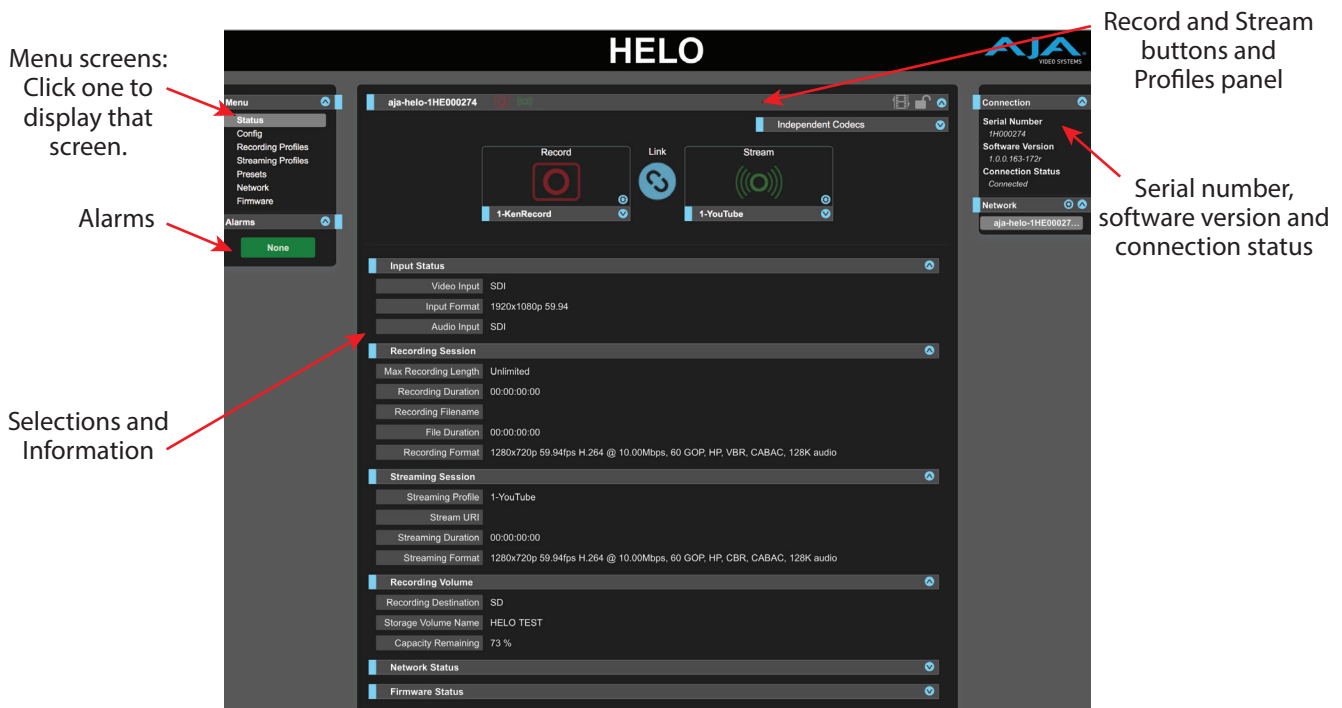 Record and Stream
buttons and
Profiles panel
Menu screens:
Click one to
display that
screen.
Alarms
Selections and
Information
Serial number,
software version and
connection status
HELO
AJA
VIDEO SYSTEMS
Menu
Status
Config
Recording Profiles
Streaming Profiles
Presets
Network
Firmware
Alarms
None
aja-helo-1HE000274
Independent Codecs
Record
Link
Stream
1-KenRecord
1-YouTube
Input Status
Video Input SDI
Input Format 1920x1080p 59.94
Audio Input SDI
Recording Session
Max Recording Length Unlimited
Recording Duration 00:00:00:00
Recording Filename
File Duration 00:00:00:00
Recording Format 1280x720p 59.94fps H.264 @ 10.00Mbps, 60 GOP, HP, VBR, CABAC, 128K audio
Streaming Session
Streaming Profile 1-YouTube
Stream URI
Streaming Duration 00:00:00:00
Streaming Format 1280x720p 59.94fps H.264 @ 10.00Mbps, 60 GOP, HP, CBR, CABAC, 128K audio
Recording Volume
Recording Destination SD
Storage Volume Name HELO TEST
Capacity Remaining 73 %
Network Status
Firmware Status
Connection
Serial Number
1H000274
Software Version
1.0.0.163-172r
Connection Status
Connected
Network
aja-helo-1HE00027...